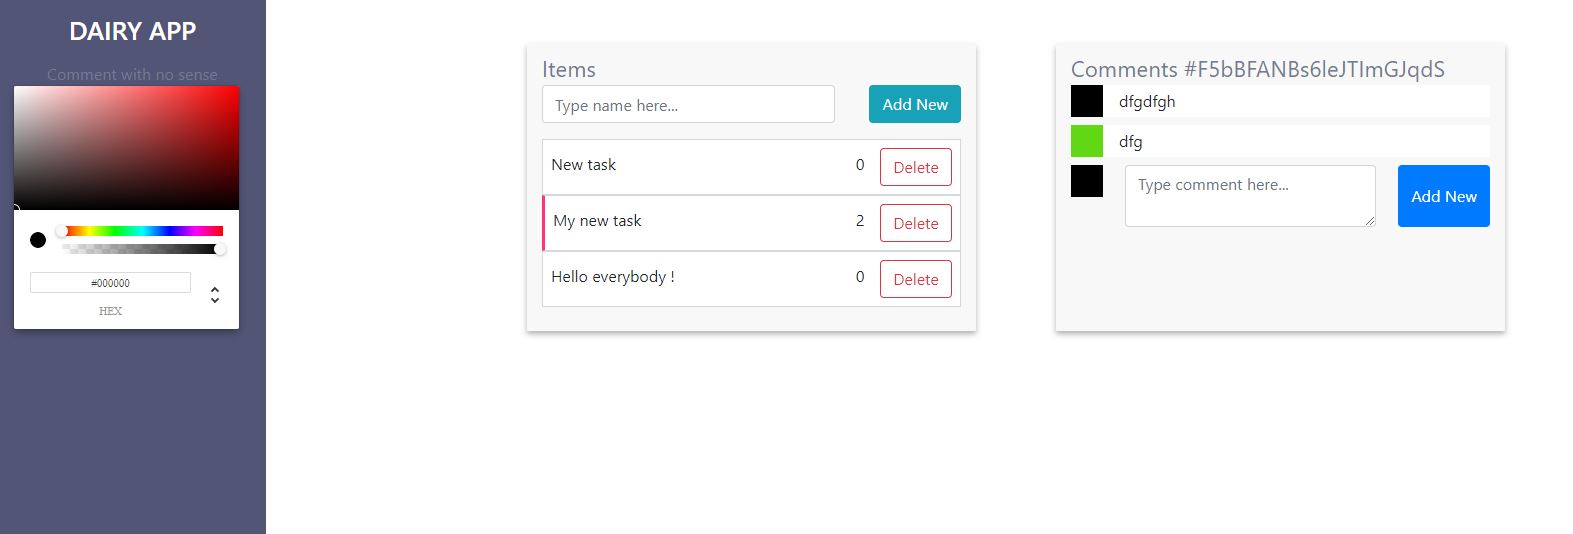 DAIRY APP
Comment with no sense
#000000
HEX
Items
Type name here...
Add New
New task
0
Delete
My new task
2
Delete
Hello everybody !
0
Delete
Comments #F5bBFANBs6leJTImGJqdS
dfgdfgh
dfg
Type comment here...
Add New